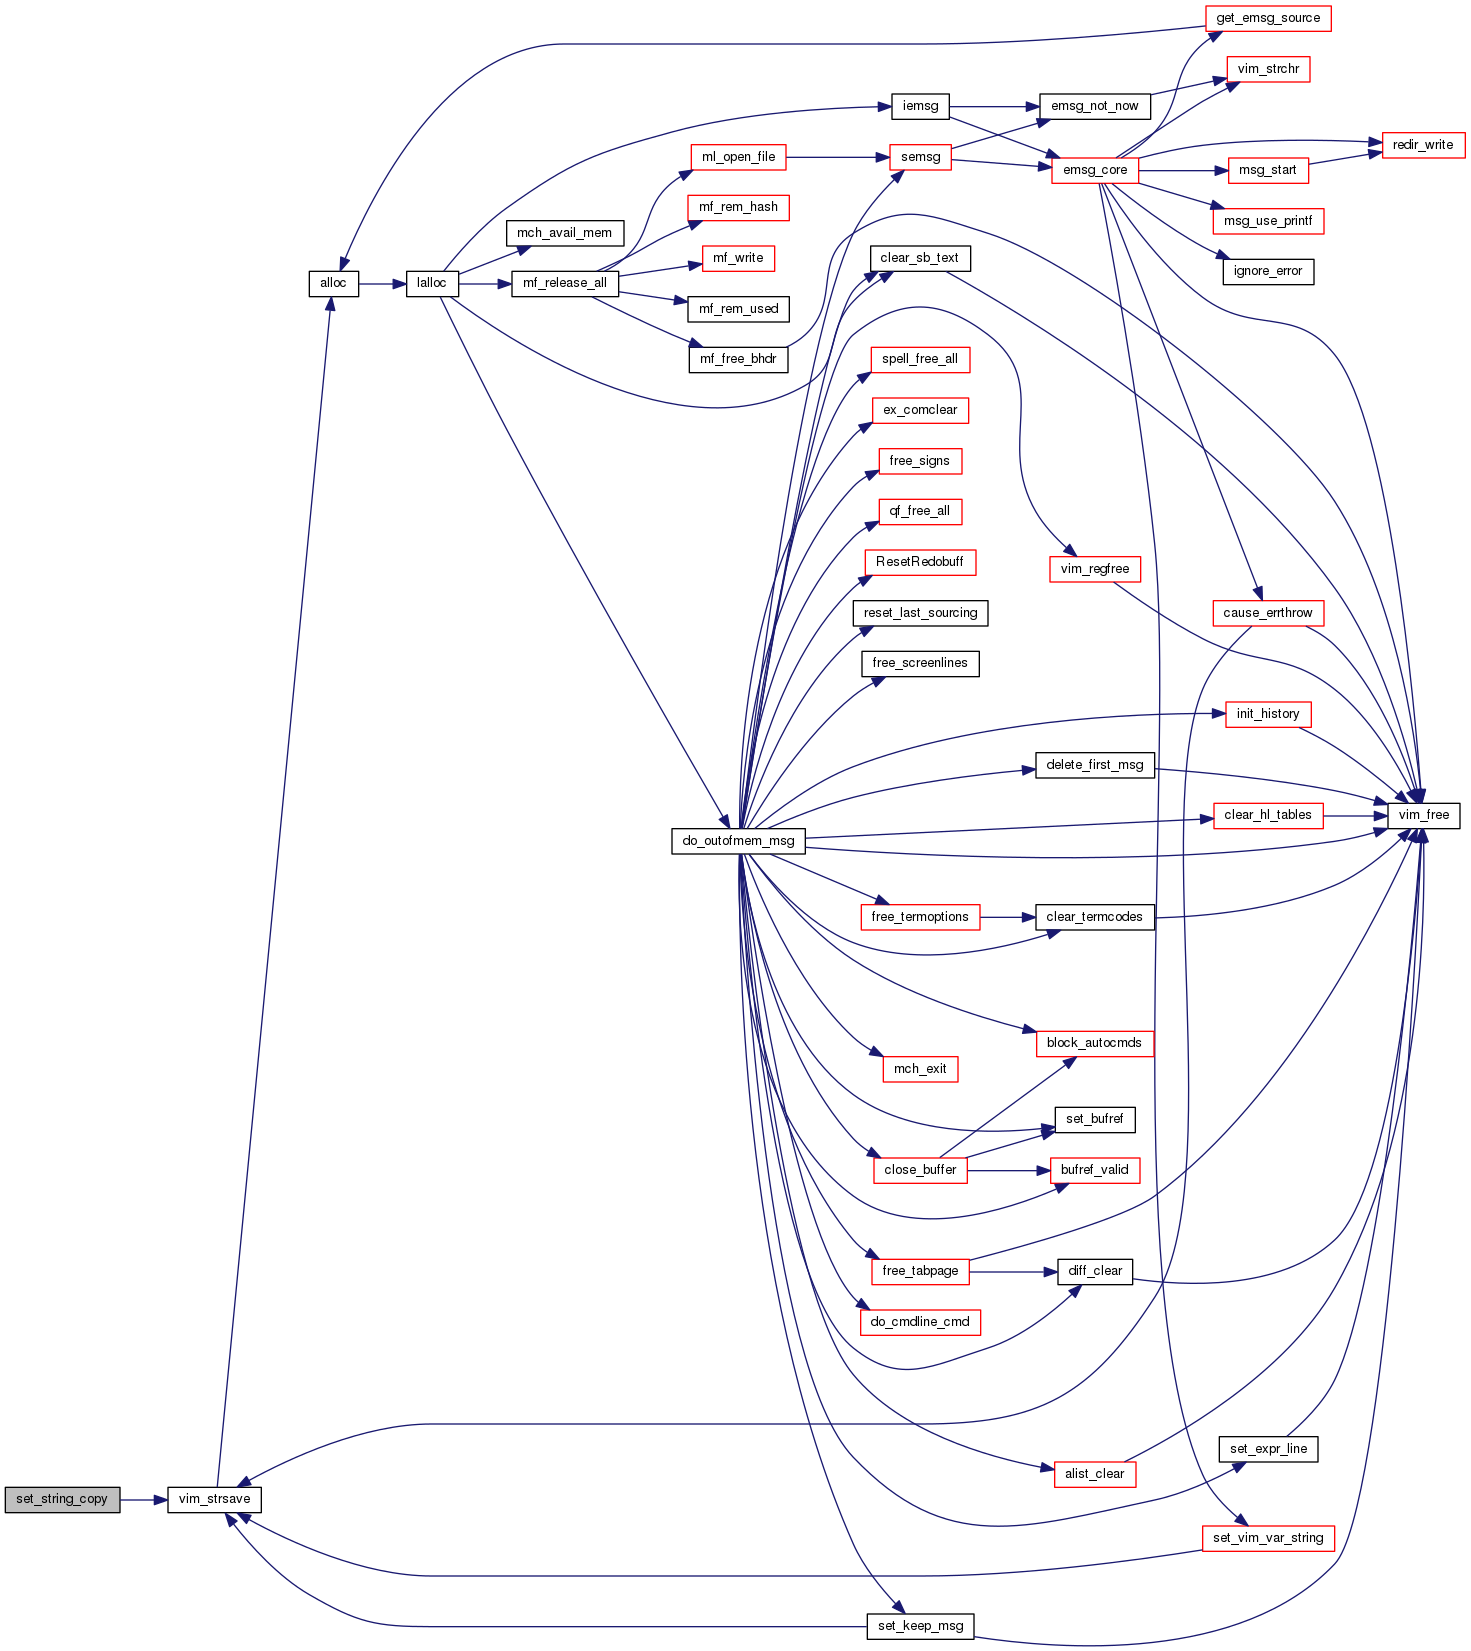 get_emsg_source
vim_strchr
iemsg
emsg_not_now
redir_write
ml_open_file
semsg
emsg_core
msg_start
mf_rem_hash
msg_use_printf
mch_avail_mem
mf_write
clear_sb_text
ignore_error
alloc
lalloc
mf_release_all
mf_rem_used
mf_free_bhdr
spell_free_all
ex_comclear
free_signs
qf_free_all
ResetRedobuff
vim_regfree
reset_last_sourcing
cause_errthrow
free_screenlines
init_history
delete_first_msg
clear_hl_tables
vim_free
do_outofmem_msg
free_termoptions
clear_termcodes
block_autocmds
mch_exit
set_bufref
close_buffer
bufref_valid
free_tabpage
diff_clear
do_cmdline_cmd
set_expr_line
alist_clear
set_string_copy
vim_strsave
set_vim_var_string
set_keep_msg